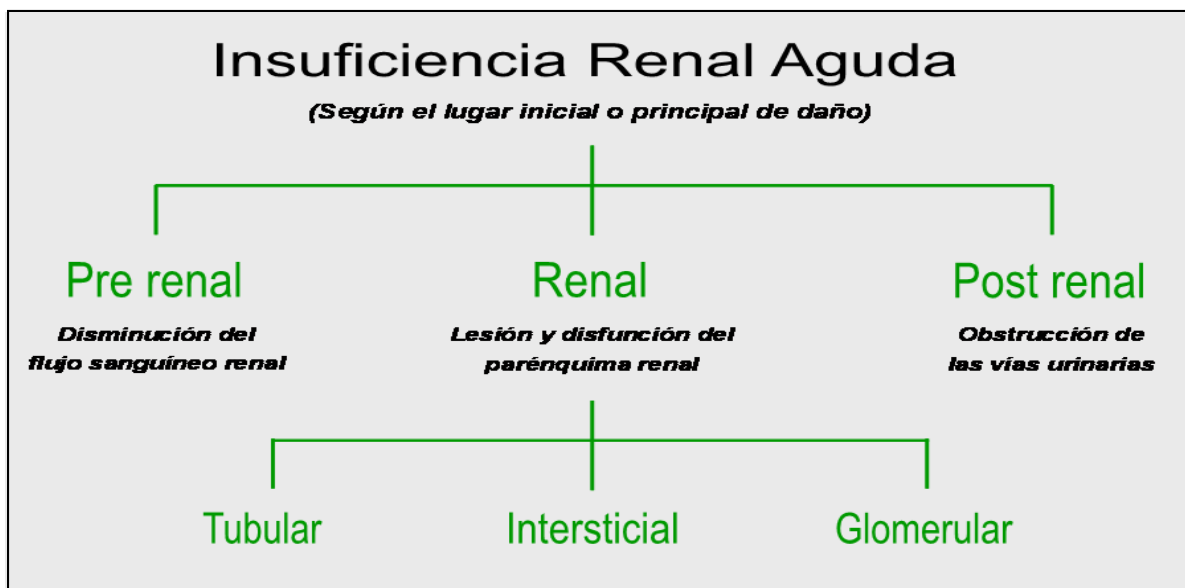 Insuficiencia Renal Aguda
(Según el lugar inicial o principal de daño)
Pre renal
Disminución del
flujo sanguíneo renal
Renal
Lesión y disfunción del
parénquima renal
Post renal
Obstrucción de
las vías urinarias
Tubular
Intersticial
Glomerular